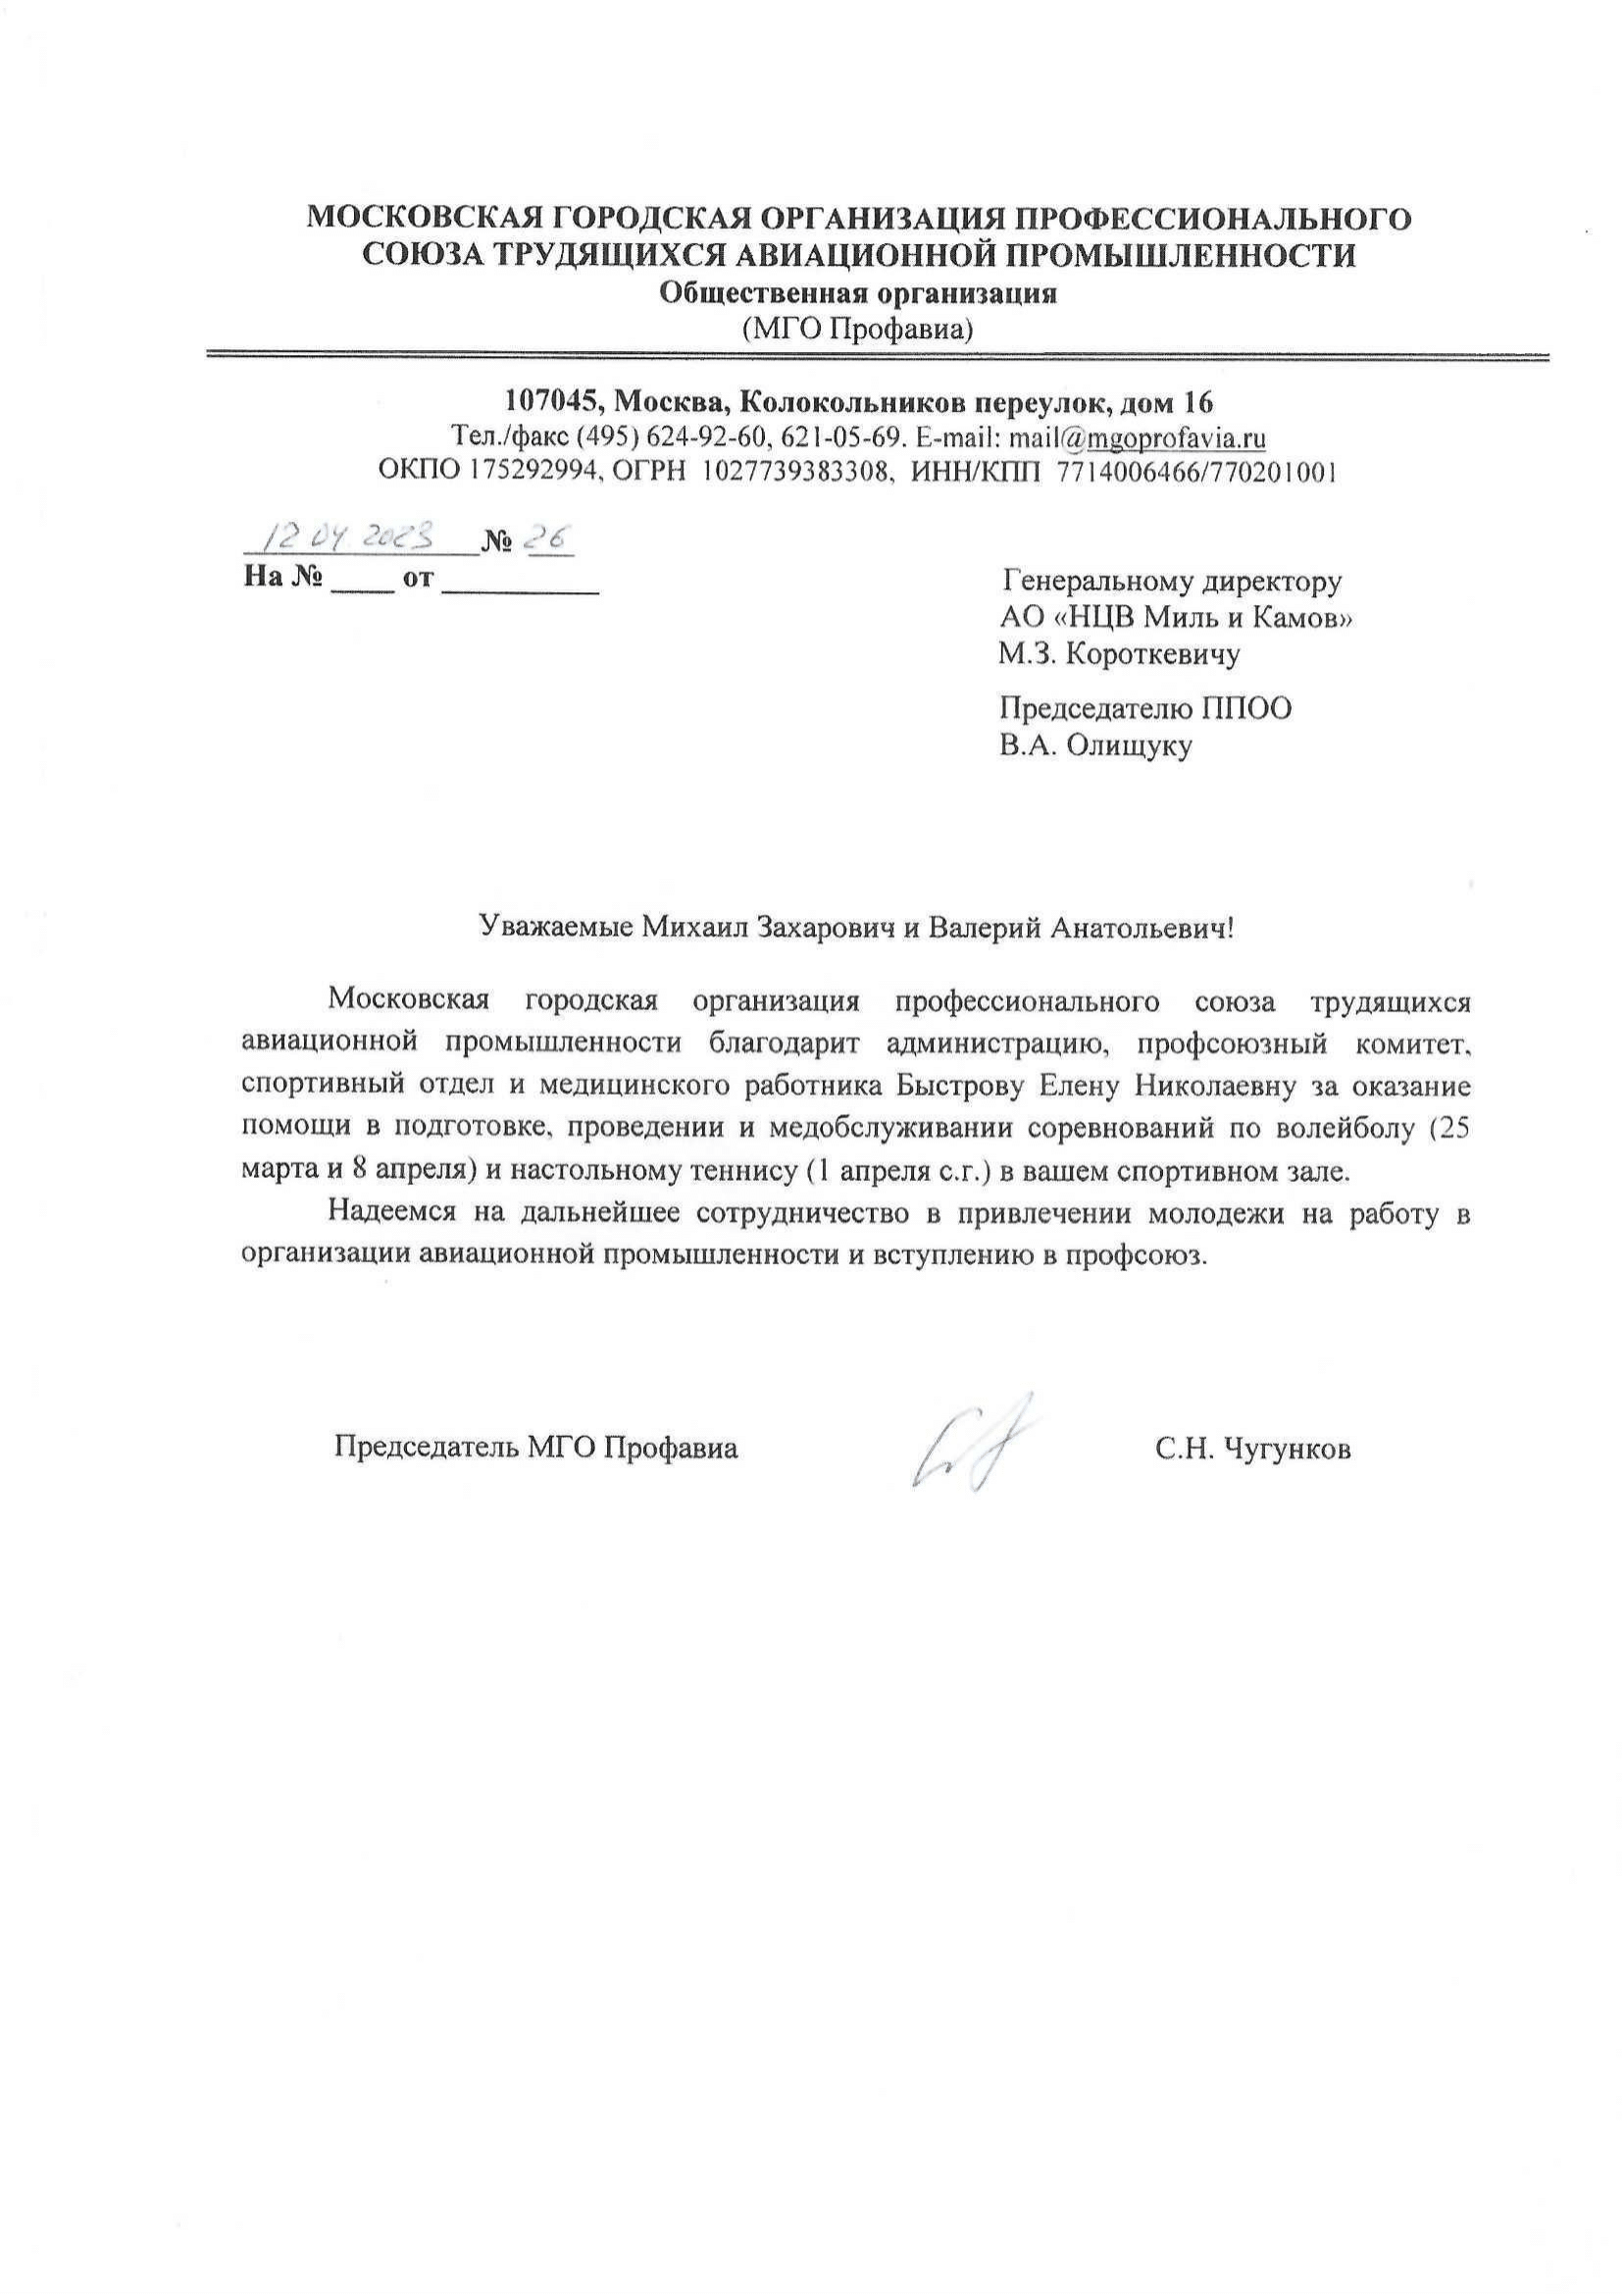 МОСКОВСКАЯ ГОРОДСКАЯ ОРГАНИЗАЦИЯ ПРОФЕССИОНАЛЬНОГО
СОЮЗА ТРУДЯЩИХСЯ АВИАЦИОННОЙ ПРОМЫШЛЕННОСТИ
Общественная организация
(МГО Профавиа)
107045, Москва, Колокольников переулок, дом 16
Тел./факс (495) 624-92-60, 621-05-69. E-mail: mail@mgoprofavia.ru
ОКПО 175292994, ОГРН 1027739383308, ИНН/КПП 7714006466/770201001
12 04 2023 № 26
На № ____ от __________
Генеральному директору
АО «НЦВ Миль и Камов»
М.З. Короткевичу
Председателю ППОО
В.А. Олищуку
Уважаемые Михаил Захарович и Валерий Анатольевич!
Московская городская организация профессионального союза трудящихся
авиационной промышленности благодарит администрацию, профсоюзный комитет,
спортивный отдел и медицинского работника Быстрову Елену Николаевну за оказание
помощи в подготовке, проведении и медобслуживании соревнований по волейболу (25
марта и 8 апреля) и настольному теннису (1 апреля с.г.) в вашем спортивном зале.
Надеемся на дальнейшее сотрудничество в привлечении молодежи на работу в
организации авиационной промышленности и вступлению в профсоюз.
Председатель МГО Профавиа С.Н. Чугунков